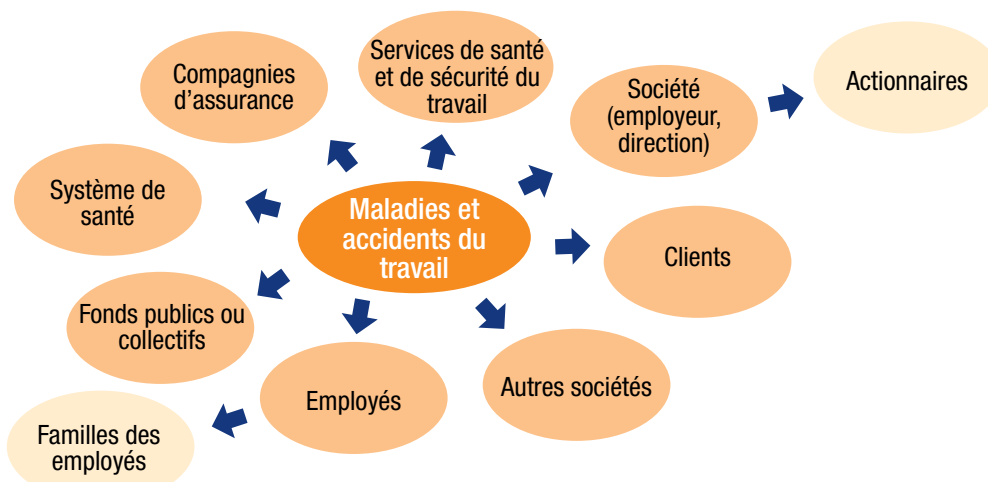 Services de santé
et de sécurité du
travail
Compagnies
d'assurance
Société
(employeur,
direction)
Actionnaires
Système de
santé
Maladies et
accidents du
travail
Clients
Fonds publics ou
collectifs
Employés
Autres sociétés
Familles des
employés